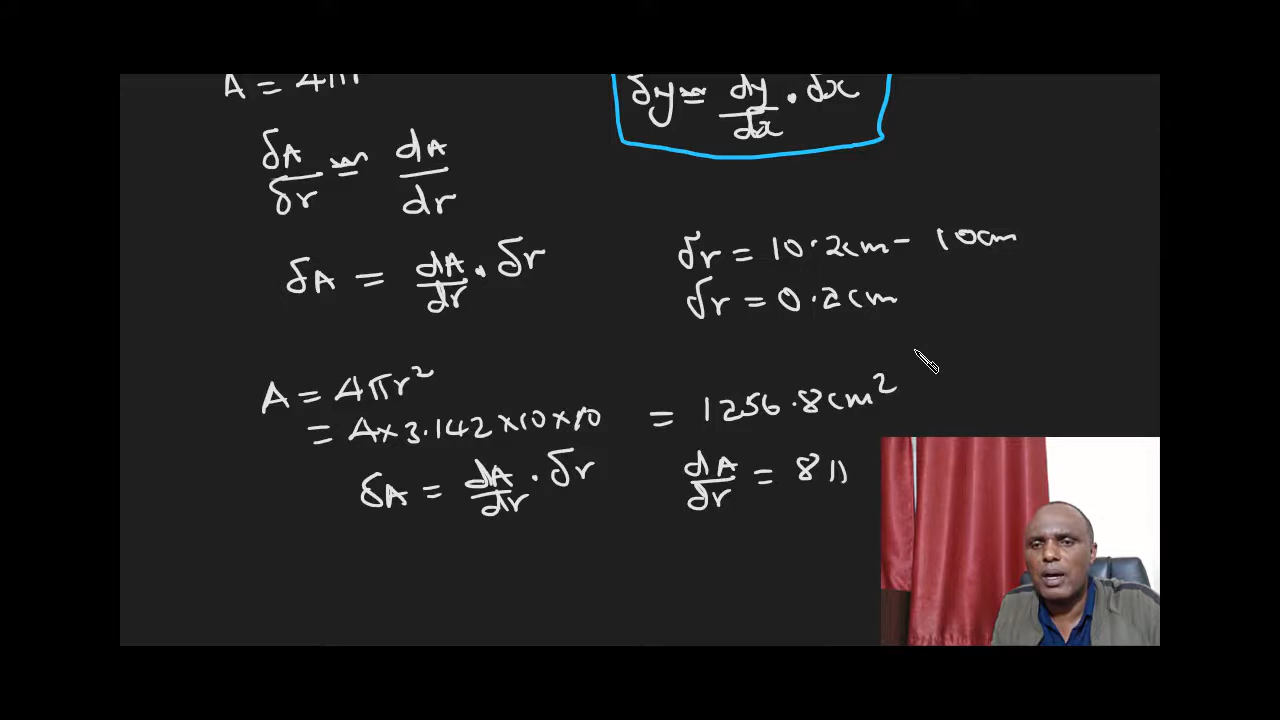 A = 4πr
δy ≈ dy/dx · δx
δA/δr ≈ dA/dr
δA = dA/dr · δr
δr = 10.2cm - 10cm
δr = 0.2cm
A = 4πr²
= 4×3.142×10×10 = 1256.8cm²
δA = dA/dr · δr
dA/dr = 8π